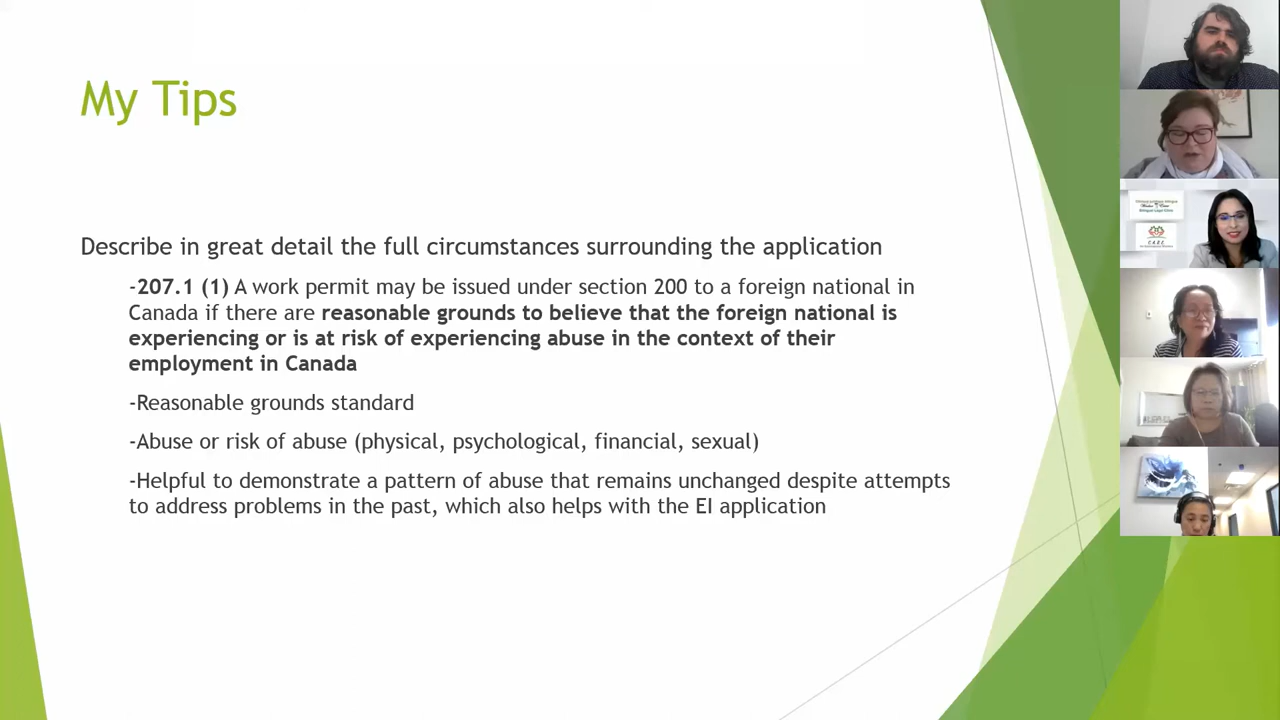 My Tips
Describe in great detail the full circumstances surrounding the application
-207.1 (1) A work permit may be issued under section 200 to a foreign national in
Canada if there are reasonable grounds to believe that the foreign national is
experiencing or is at risk of experiencing abuse in the context of their
employment in Canada
-Reasonable grounds standard
-Abuse or risk of abuse (physical, psychological, financial, sexual)
-Helpful to demonstrate a pattern of abuse that remains unchanged despite attempts
to address problems in the past, which also helps with the EI application
Bilingual Legal Clinic